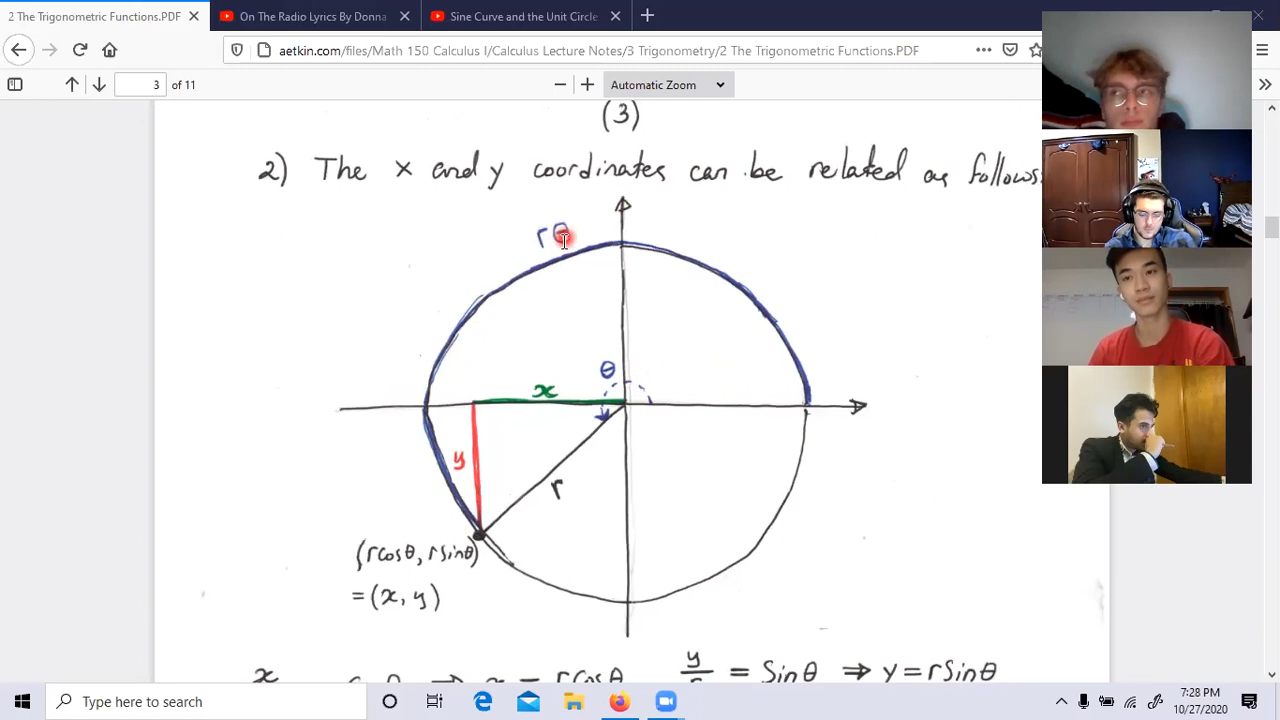 2 The Trigonometric Functions.PDF
On The Radio Lyrics By Donna
Sine Curve and the Unit Circle
aetkin.com/files/Math 150 Calculus I/Calculus Lecture Notes/3 Trigonometry/2 The Trigonometric Functions.PDF
3 of 11
Automatic Zoom
(3)
2) The x and y coordinates can be related as follows:
rθ
θ
x
y
r
(rcosθ, rsinθ)
= (x, y)
x
⇒ x = rcosθ
y/r = Sinθ ⇒ y = rSinθ
Type here to search
7:28 PM
10/27/2020